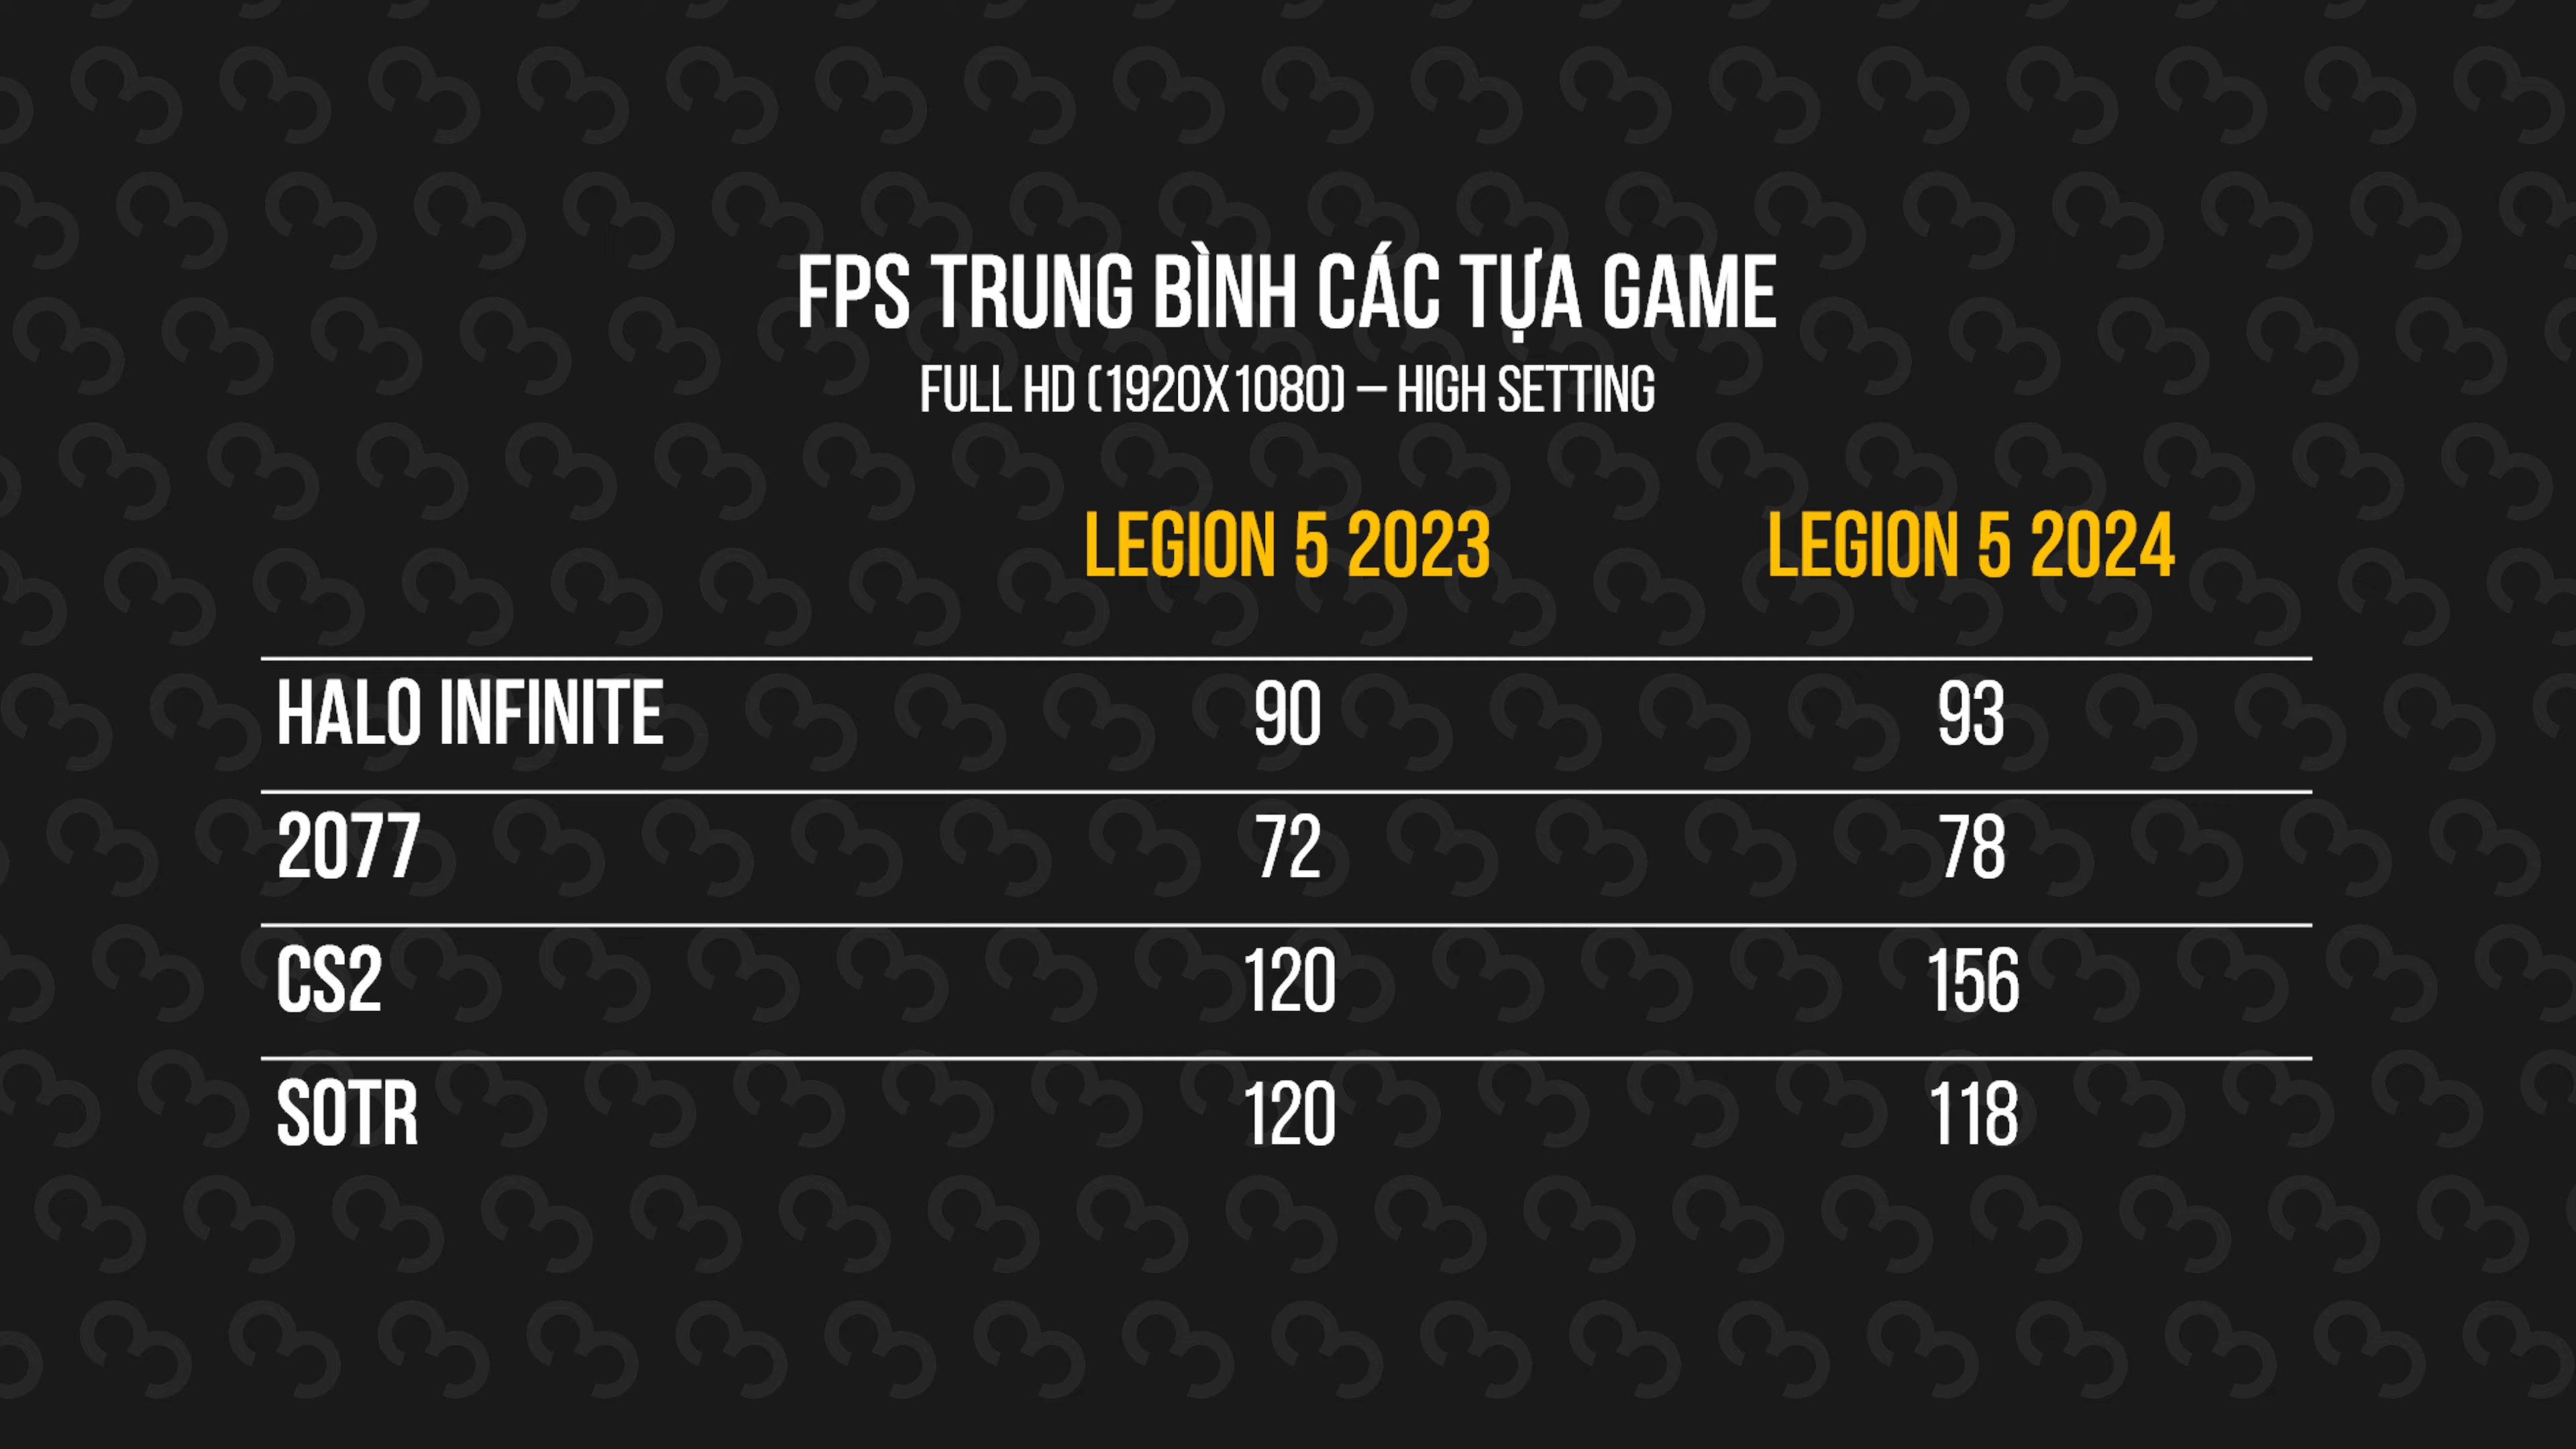 FPS TRUNG BÌNH CÁC TỰA GAME
FULL HD (1920X1080) – HIGH SETTING
LEGION 5 2023 LEGION 5 2024
HALO INFINITE 90 93
2077 72 78
CS2 120 156
SOTR 120 118